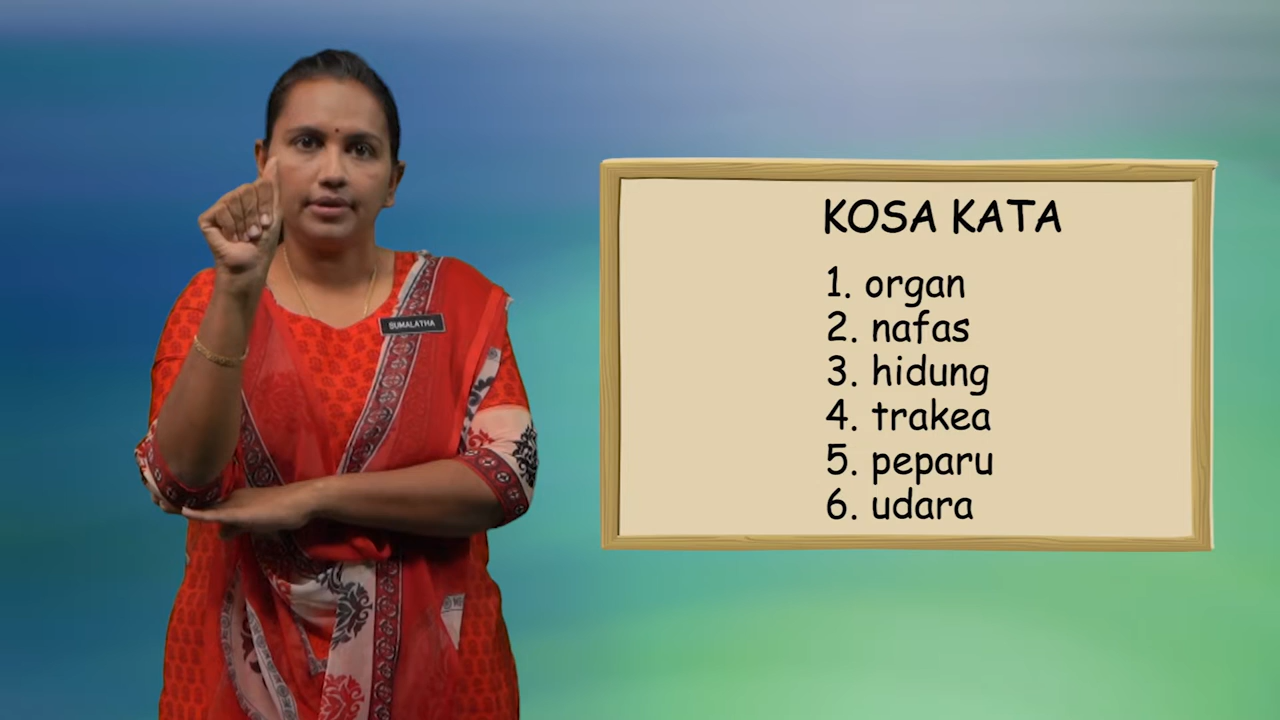 SUMALATHA
KOSA KATA
1. organ
2. nafas
3. hidung
4. trakea
5. peparu
6. udara